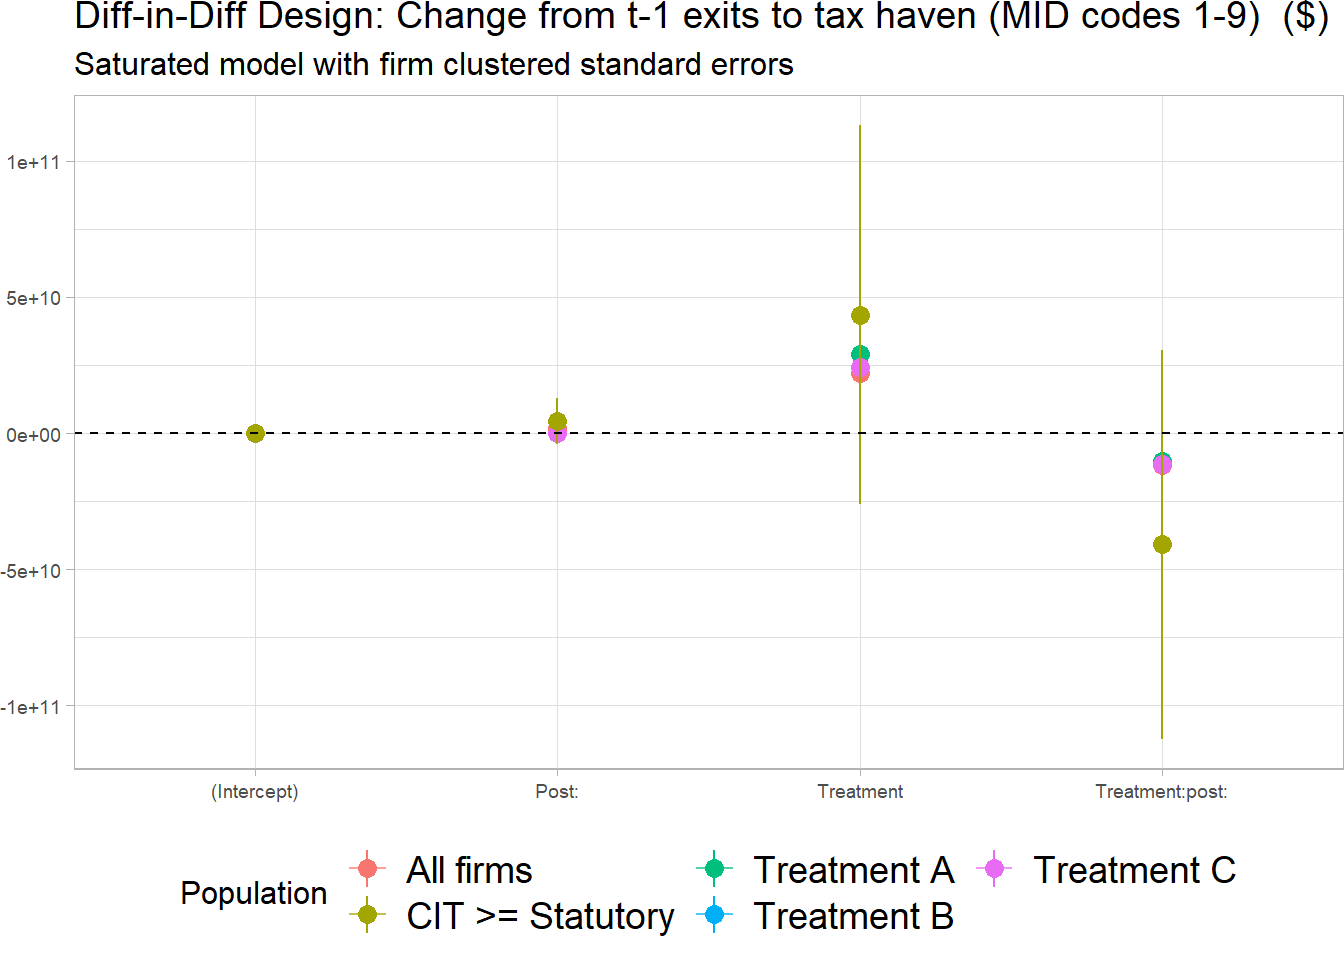 Diff-in-Diff Design: Change from t-1 exits to tax haven (MID codes 1-9)  ($)
Saturated model with firm clustered standard errors
1e+11
5e+10
0e+00
-5e+10
-1e+11
(Intercept) Post: Treatment Treatment:post:
Population
All firms Treatment A Treatment C
CIT >= Statutory Treatment B